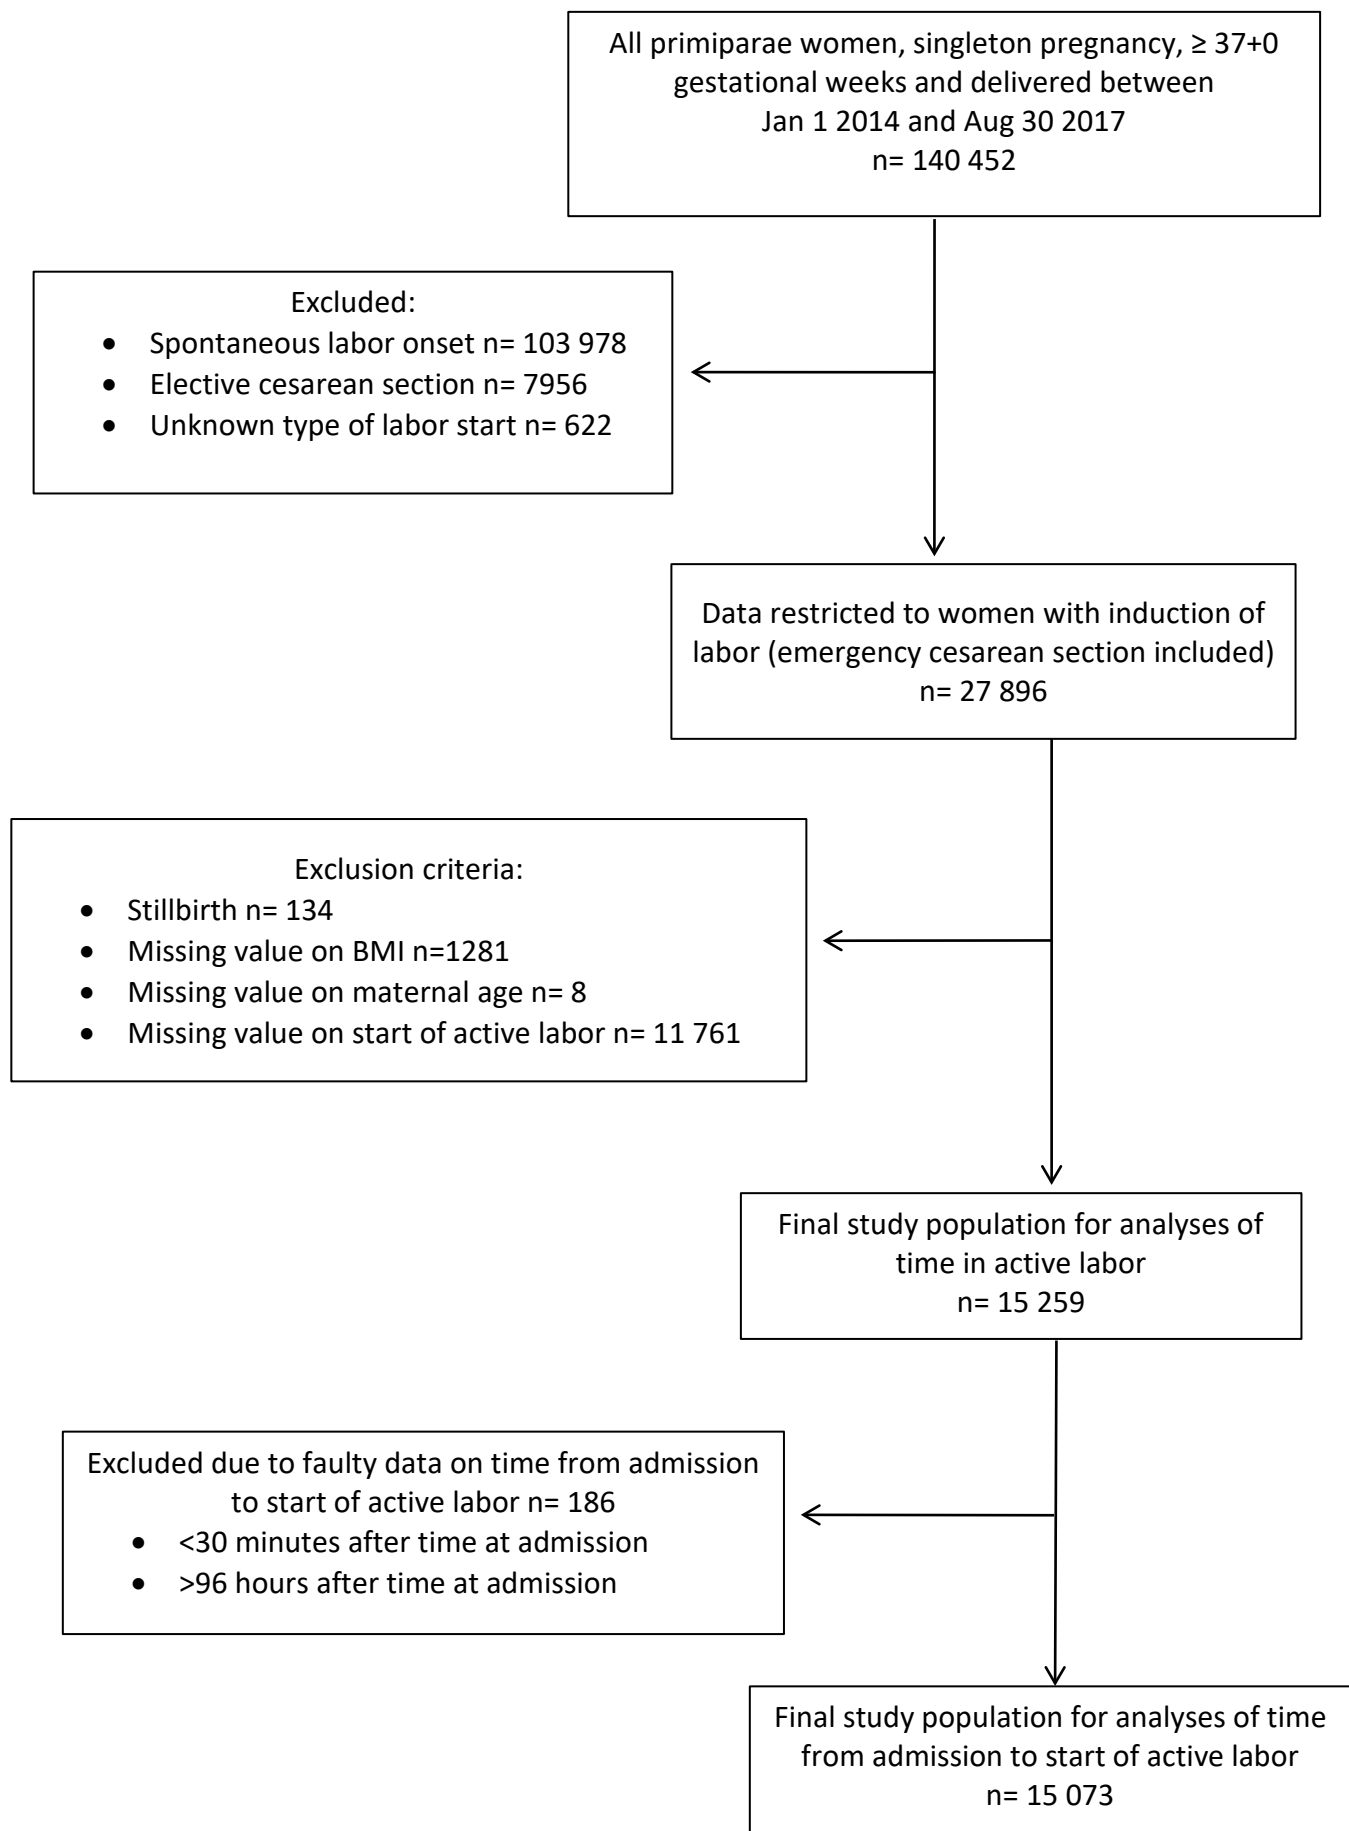 All primiparae women, singleton pregnancy, ≥ 37+0
gestational weeks and delivered between
Jan 1 2014 and Aug 30 2017
n= 140 452
Excluded:
• Spontaneous labor onset n= 103 978
• Elective cesarean section n= 7956
• Unknown type of labor start n= 622
Data restricted to women with induction of
labor (emergency cesarean section included)
n= 27 896
Exclusion criteria:
• Stillbirth n= 134
• Missing value on BMI n=1281
• Missing value on maternal age n= 8
• Missing value on start of active labor n= 11 761
Final study population for analyses of
time in active labor
n= 15 259
Excluded due to faulty data on time from admission
to start of active labor n= 186
• <30 minutes after time at admission
• >96 hours after time at admission
Final study population for analyses of time
from admission to start of active labor
n= 15 073